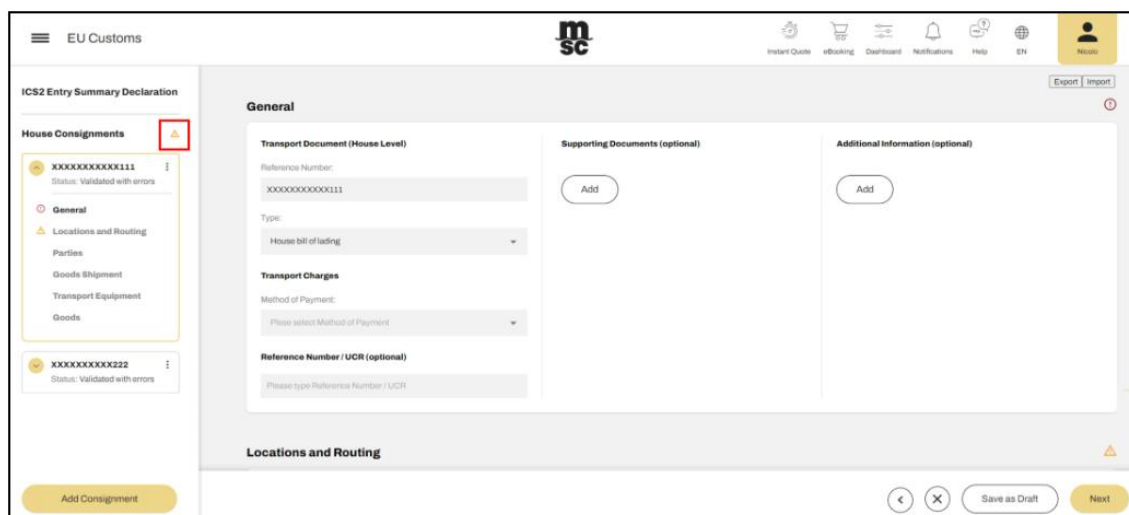 EU Customs
msc
Instant Quote
eBooking
Dashboard
Notifications
Help
EN
Nicolo
ICS2 Entry Summary Declaration
House Consignments
XXXXXXXXXXX111
Status: Validated with errors
General
Locations and Routing
Parties
Goods Shipment
Transport Equipment
Goods
XXXXXXXXXX222
Status: Validated with errors
Add Consignment
Export Import
General
Transport Document (House Level)
Reference Number:
XXXXXXXXXXX111
Type:
House bill of lading
Transport Charges
Method of Payment:
Plese select Method of Payment
Reference Number / UCR (optional)
Please type Reference Number / UCR
Supporting Documents (optional)
Add
Additional Information (optional)
Add
Locations and Routing
Save as Draft
Next